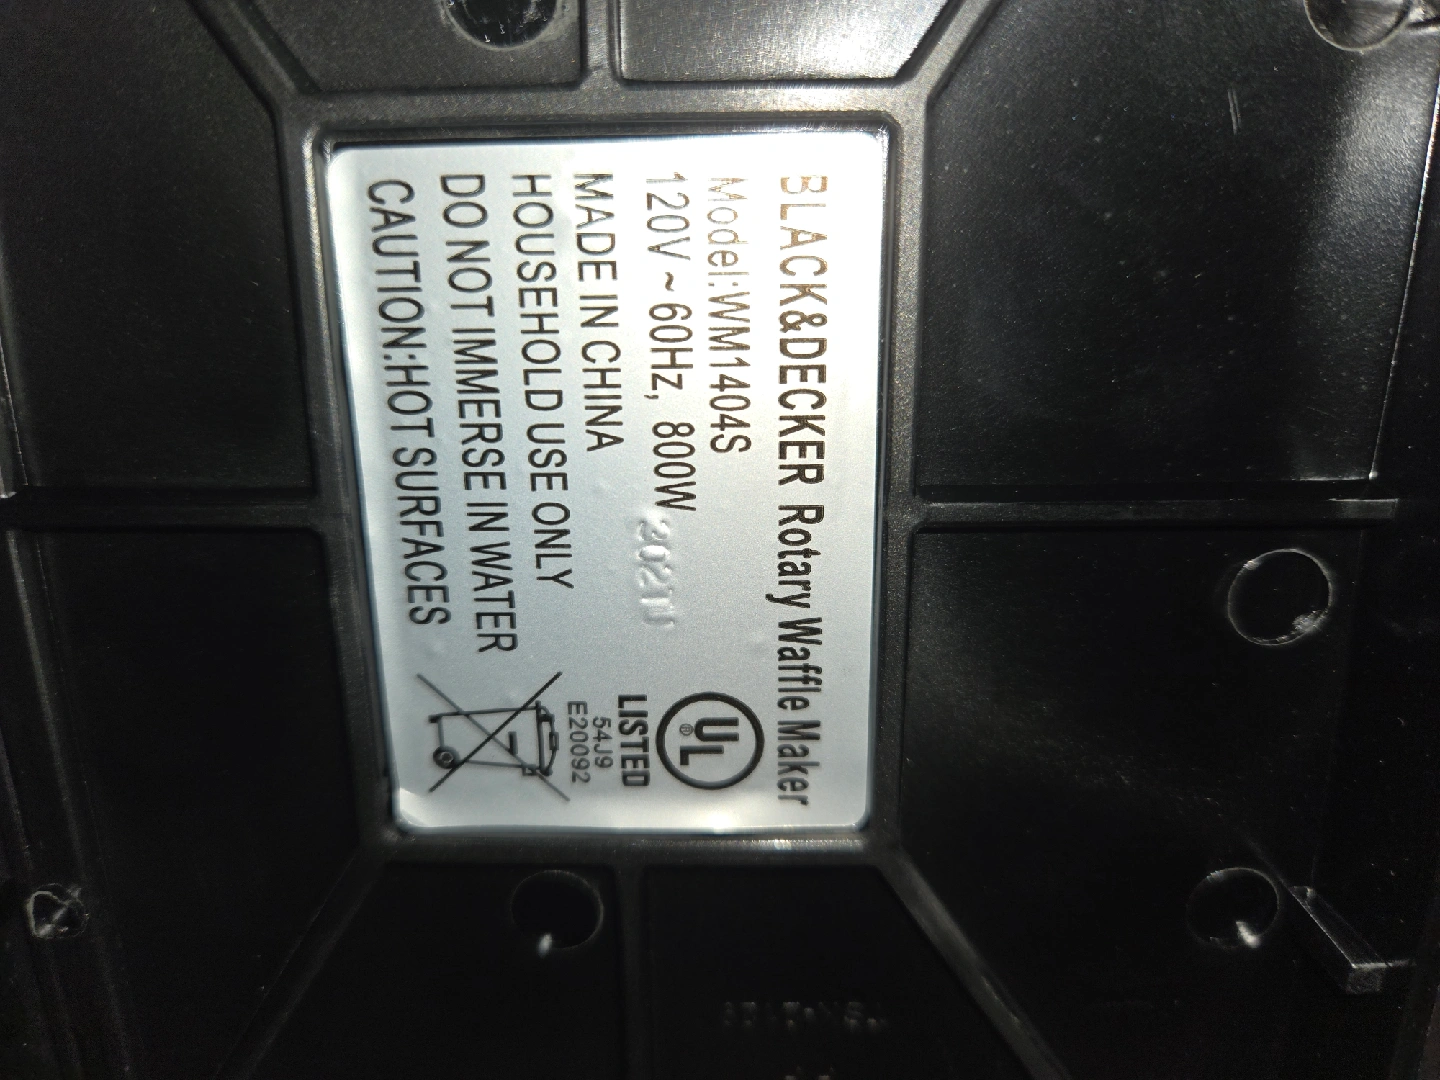 BLACK&DECKER Rotary Waffle Maker
Model:WM1404S
120V ~ 60Hz, 800W
MADE IN CHINA
HOUSEHOLD USE ONLY
DO NOT IMMERSE IN WATER
CAUTION:HOT SURFACES
UL
®
LISTED
54J9
E20092